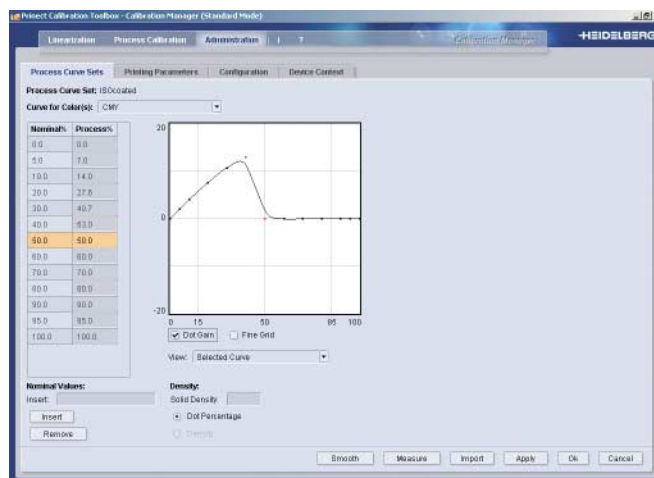 Prinect Calibration Toolbox - Calibration Manager (Standard Mode)
Linearization Process Calibration Administration | i ? Calibration Manager HEIDELBERG
Process Curve Sets Printing Parameters Configuration Device Context
Process Curve Set: ISOcoated
Curve for Color(s): CMY
Nominal% Process%
0.0 0.0
5.0 7.0
10.0 14.0
20.0 27.6
30.0 40.7
40.0 53.0
50.0 50.0
60.0 60.0
70.0 70.0
80.0 80.0
90.0 90.0
95.0 95.0
100.0 100.0
20
0
-20
0 15 50 85 100
Dot Gain Fine Grid
View: Selected Curve
Nominal Values: Density:
Insert: Solid Density
Insert Dot Percentage
Remove Density
Smooth Measure Import Apply Ok Cancel